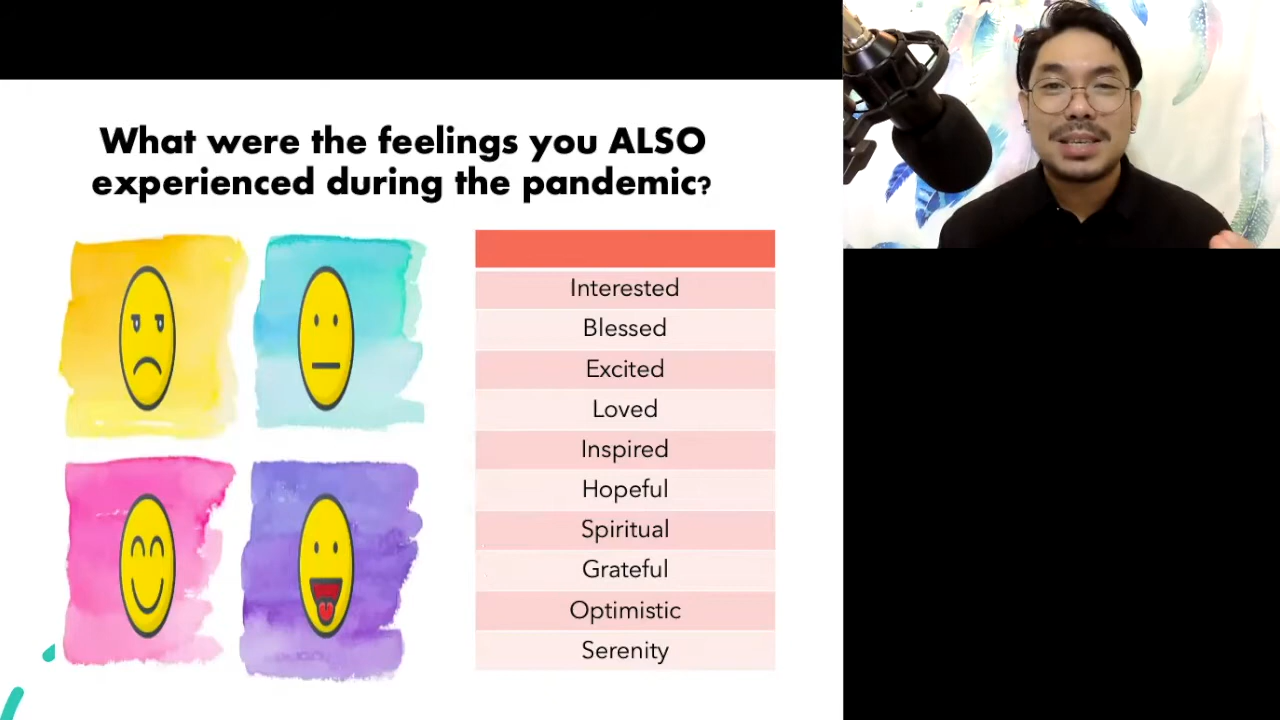 What were the feelings you ALSO
experienced during the pandemic?
Interested
Blessed
Excited
Loved
Inspired
Hopeful
Spiritual
Grateful
Optimistic
Serenity